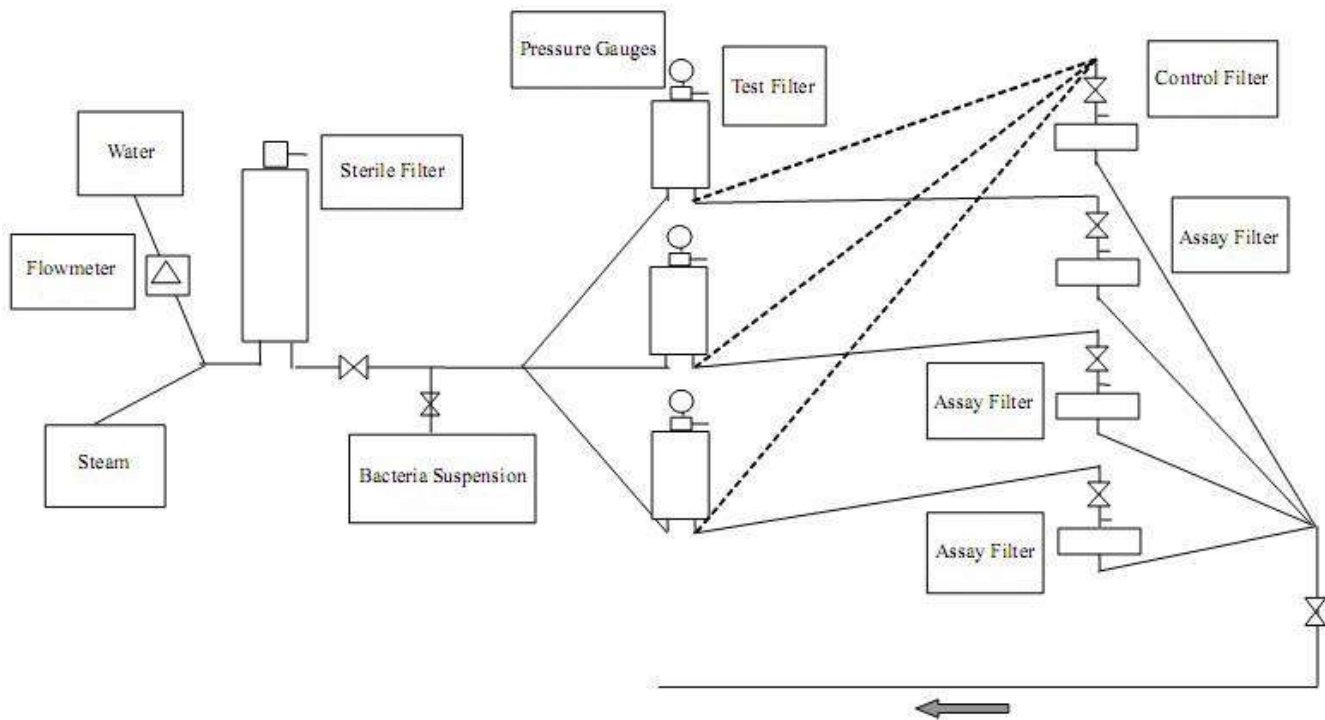 Pressure Gauges
Test Filter
Control Filter
Water
Sterile Filter
Flowmeter
Assay Filter
Steam
Bacteria Suspension
Assay Filter
Assay Filter